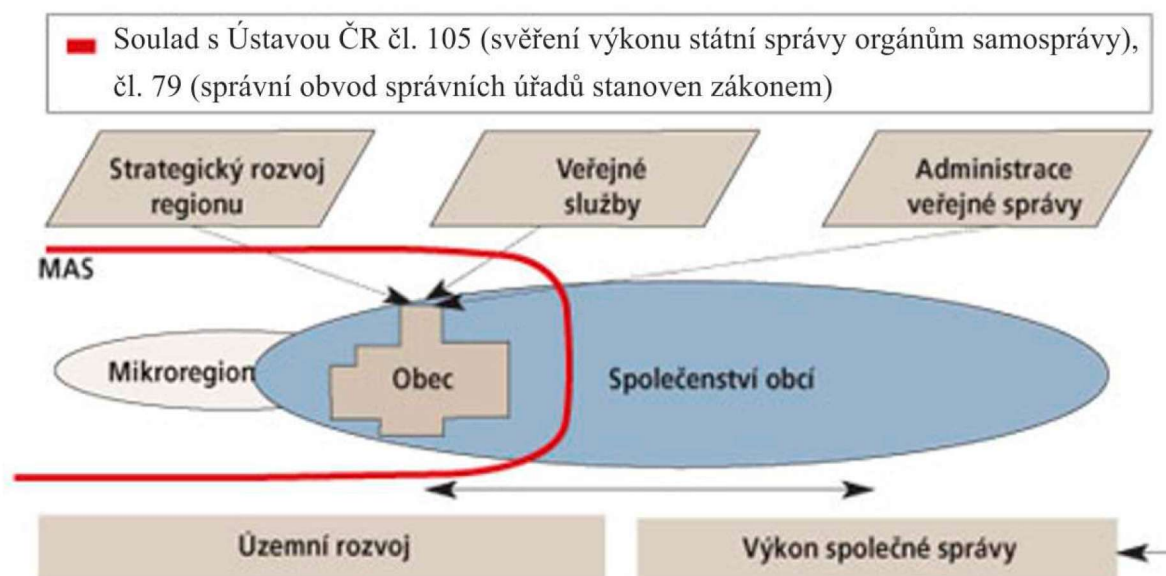 Soulad s Ústavou ČR čl. 105 (svěření výkonu státní správy orgánům samosprávy),
čl. 79 (správní obvod správních úřadů stanoven zákonem)
Strategický rozvoj
regionu
Veřejné
služby
Administrace
veřejné správy
MAS
Mikroregion
Obec
Společenství obcí
Územní rozvoj
Výkon společné správy